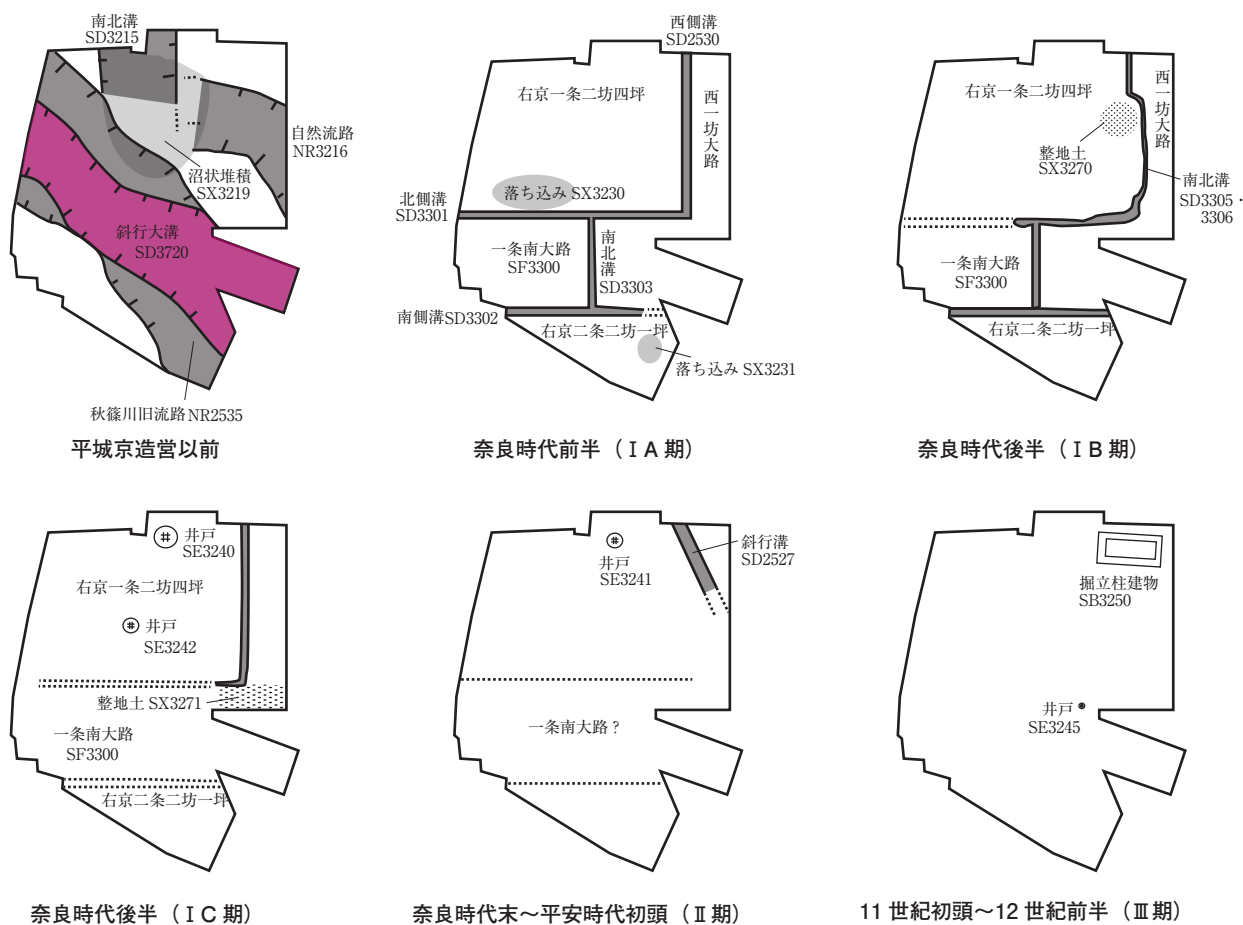 南北溝
SD3215
自然流路
NR3216
沼状堆積
SX3219
斜行大溝
SD3720
秋篠川旧流路NR2535
平城京造営以前
西側溝
SD2530
右京一条二坊四坪
西一坊大路
落ち込み SX3230
北側溝
SD3301
一条南大路
SF3300
南北溝
SD3303
南側溝SD3302
右京二条二坊一坪
落ち込み SX3231
奈良時代前半（ⅠA期）
右京一条二坊四坪
西一坊大路
整地土
SX3270
南北溝
SD3305・
3306
一条南大路
SF3300
右京二条二坊一坪
奈良時代後半（ⅠB期）
井戸
SE3240
右京一条二坊四坪
井戸
SE3242
整地土 SX3271
一条南大路
SF3300
右京二条二坊一坪
奈良時代後半（ⅠC期）
井戸
SE3241
斜行溝
SD2527
一条南大路？
奈良時代末～平安時代初頭（Ⅱ期）
掘立柱建物
SB3250
井戸
SE3245
11世紀初頭～12世紀前半（Ⅲ期）